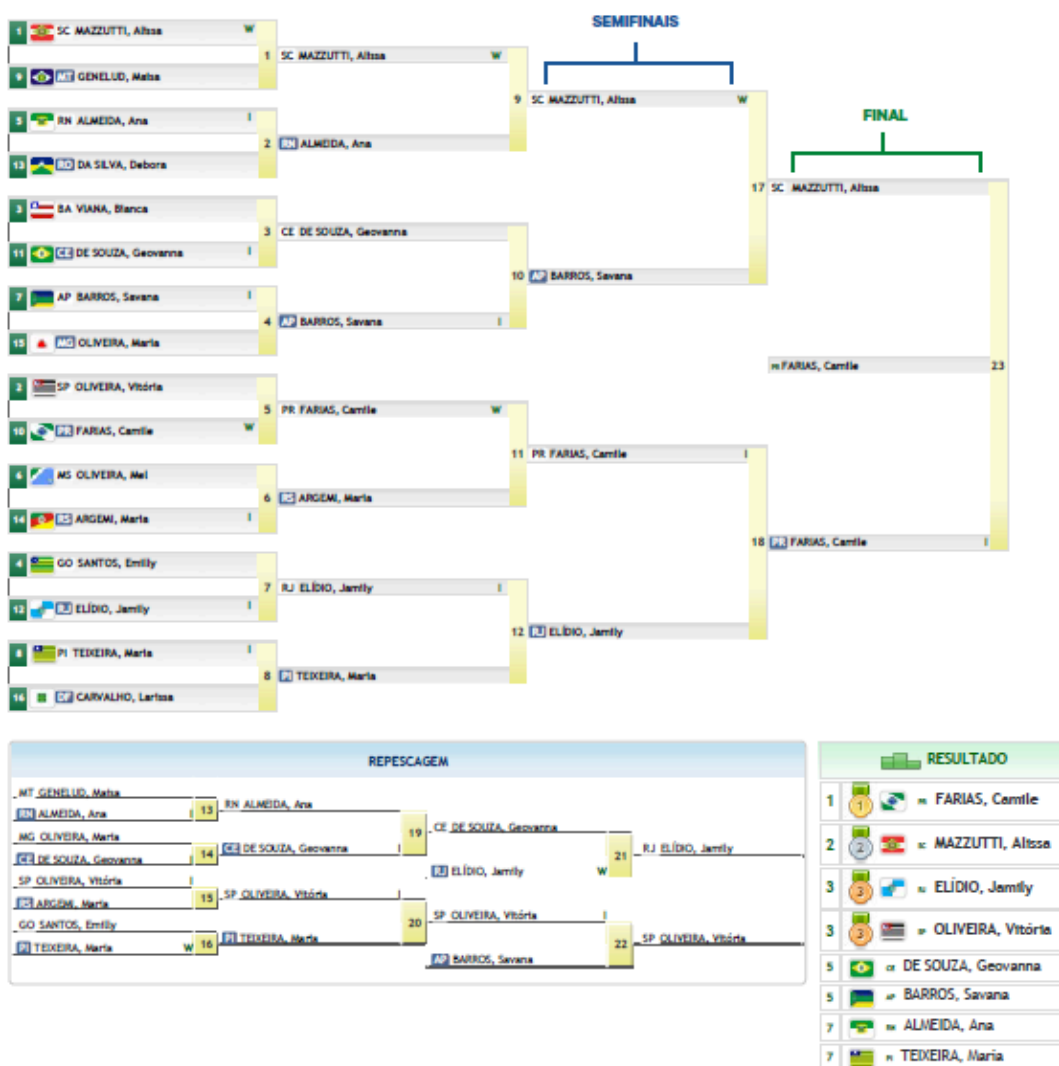 SEMIFINAIS
FINAL
1 SC MAZZUTTI, Alissa W
9 MT GENELUD, Maisa
5 RN ALMEIDA, Ana I
13 RO DA SILVA, Debora
3 BA VIANA, Bianca
11 CE DE SOUZA, Geovanna I
7 AP BARROS, Savana I
15 MG OLIVEIRA, Maria
2 SP OLIVEIRA, Vitória
10 PR FARIAS, Camile W
6 MS OLIVEIRA, Mel
14 RS ARGEMI, Maria I
4 GO SANTOS, Emilly
12 RJ ELÍDIO, Jamily I
8 PI TEIXEIRA, Maria I
16 DF CARVALHO, Larissa
1 SC MAZZUTTI, Alissa W
2 RN ALMEIDA, Ana
3 CE DE SOUZA, Geovanna
4 AP BARROS, Savana I
5 PR FARIAS, Camile W
6 RS ARGEMI, Maria
7 RJ ELÍDIO, Jamily I
8 PI TEIXEIRA, Maria
9 SC MAZZUTTI, Alissa W
10 AP BARROS, Savana
11 PR FARIAS, Camile I
12 RJ ELÍDIO, Jamily
17 SC MAZZUTTI, Alissa
PR FARIAS, Camile 23
18 PR FARIAS, Camile I
REPESCAGEM
MT GENELUD, Maisa
RN ALMEIDA, Ana I 13
MG OLIVEIRA, Maria
CE DE SOUZA, Geovanna I 14
SP OLIVEIRA, Vitória I
RS ARGEMI, Maria 15
GO SANTOS, Emilly
PI TEIXEIRA, Maria W 16
RN ALMEIDA, Ana
CE DE SOUZA, Geovanna I 19
SP OLIVEIRA, Vitória I
PI TEIXEIRA, Maria 20
CE DE SOUZA, Geovanna
RJ ELÍDIO, Jamily W 21
SP OLIVEIRA, Vitória I
AP BARROS, Savana 22
RJ ELÍDIO, Jamily
SP OLIVEIRA, Vitória
RESULTADO
1 1 PR FARIAS, Camile
2 2 SC MAZZUTTI, Alissa
3 3 RJ ELÍDIO, Jamily
3 3 SP OLIVEIRA, Vitória
5 CE DE SOUZA, Geovanna
5 AP BARROS, Savana
7 RN ALMEIDA, Ana
7 PI TEIXEIRA, Maria